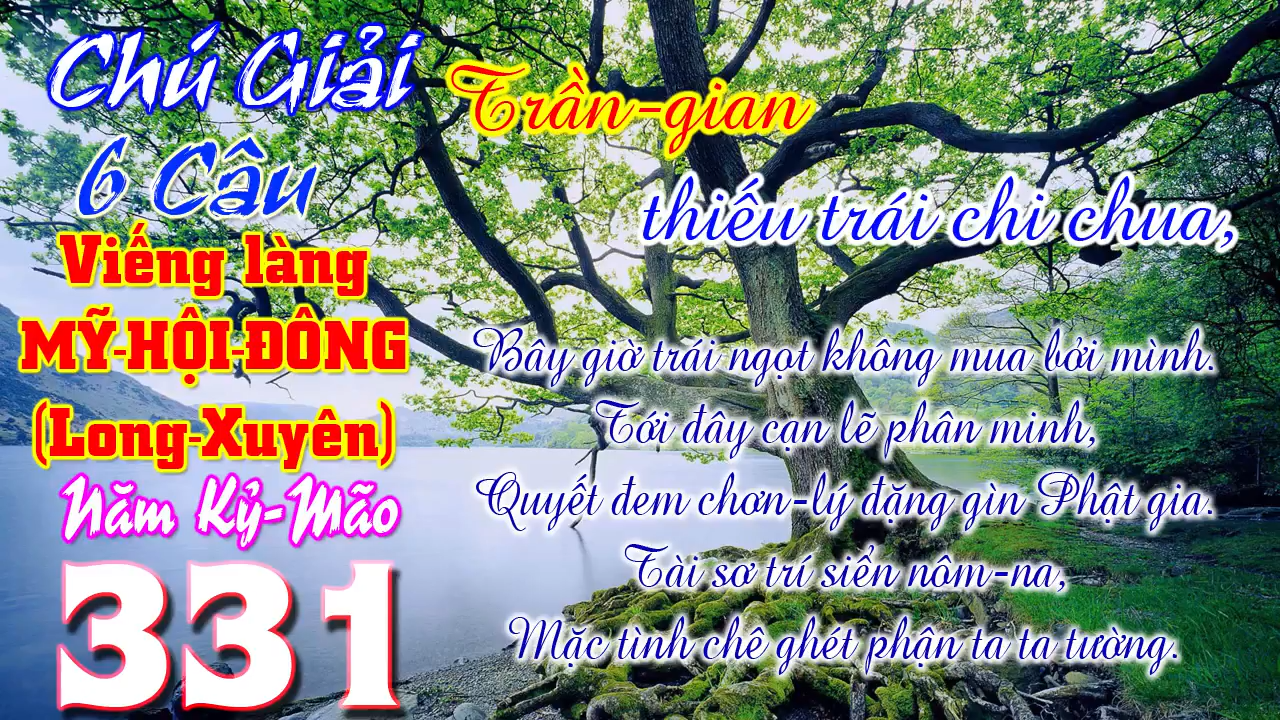 Chú Giải
6 Câu
Viếng làng
MỸ-HỘI-ĐÔNG
(Long-Xuyên)
Năm Kỷ-Mão
331
Trần-gian
thiếu trái chi chua,
Bây giờ trái ngọt không mua bởi mình.
Tới đây cạn lẽ phân minh,
Quyết đem chơn-lý đặng gìn Phật gia.
Tài sơ trí siển nôm-na,
Mặc tình chê ghét phận ta ta tường.